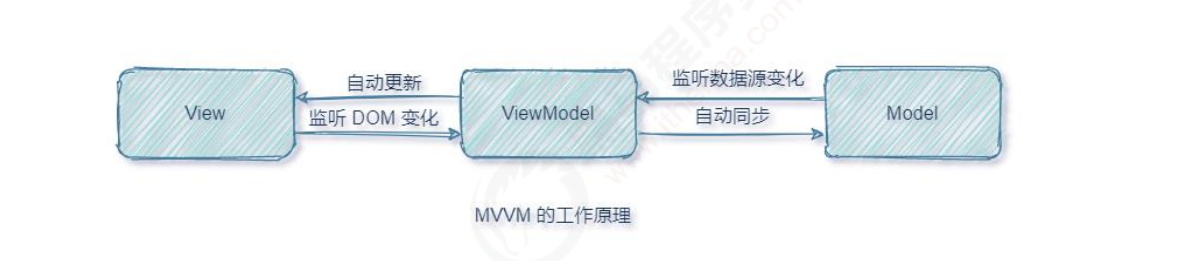 自动更新
监听数据源变化
View
ViewModel
Model
监听 DOM 变化
自动同步
MVVM 的工作原理